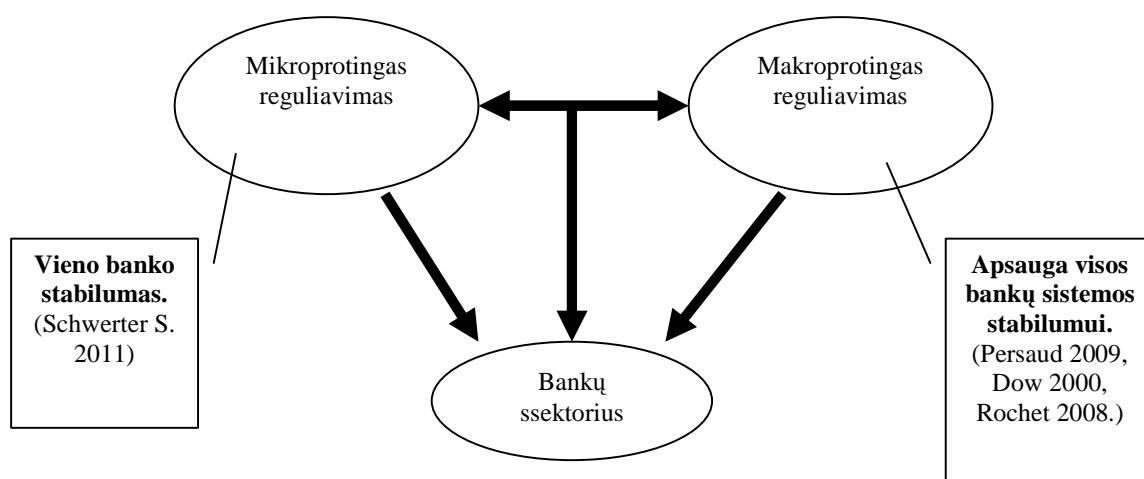 Mikroprotingas
reguliavimas
Makroprotingas
reguliavimas
Vieno banko
stabilumas.
(Schwerter S.
2011)
Apsauga visos
bankų sistemos
stabilumui.
(Persaud 2009,
Dow 2000,
Rochet 2008.)
Bankų
ssektorius